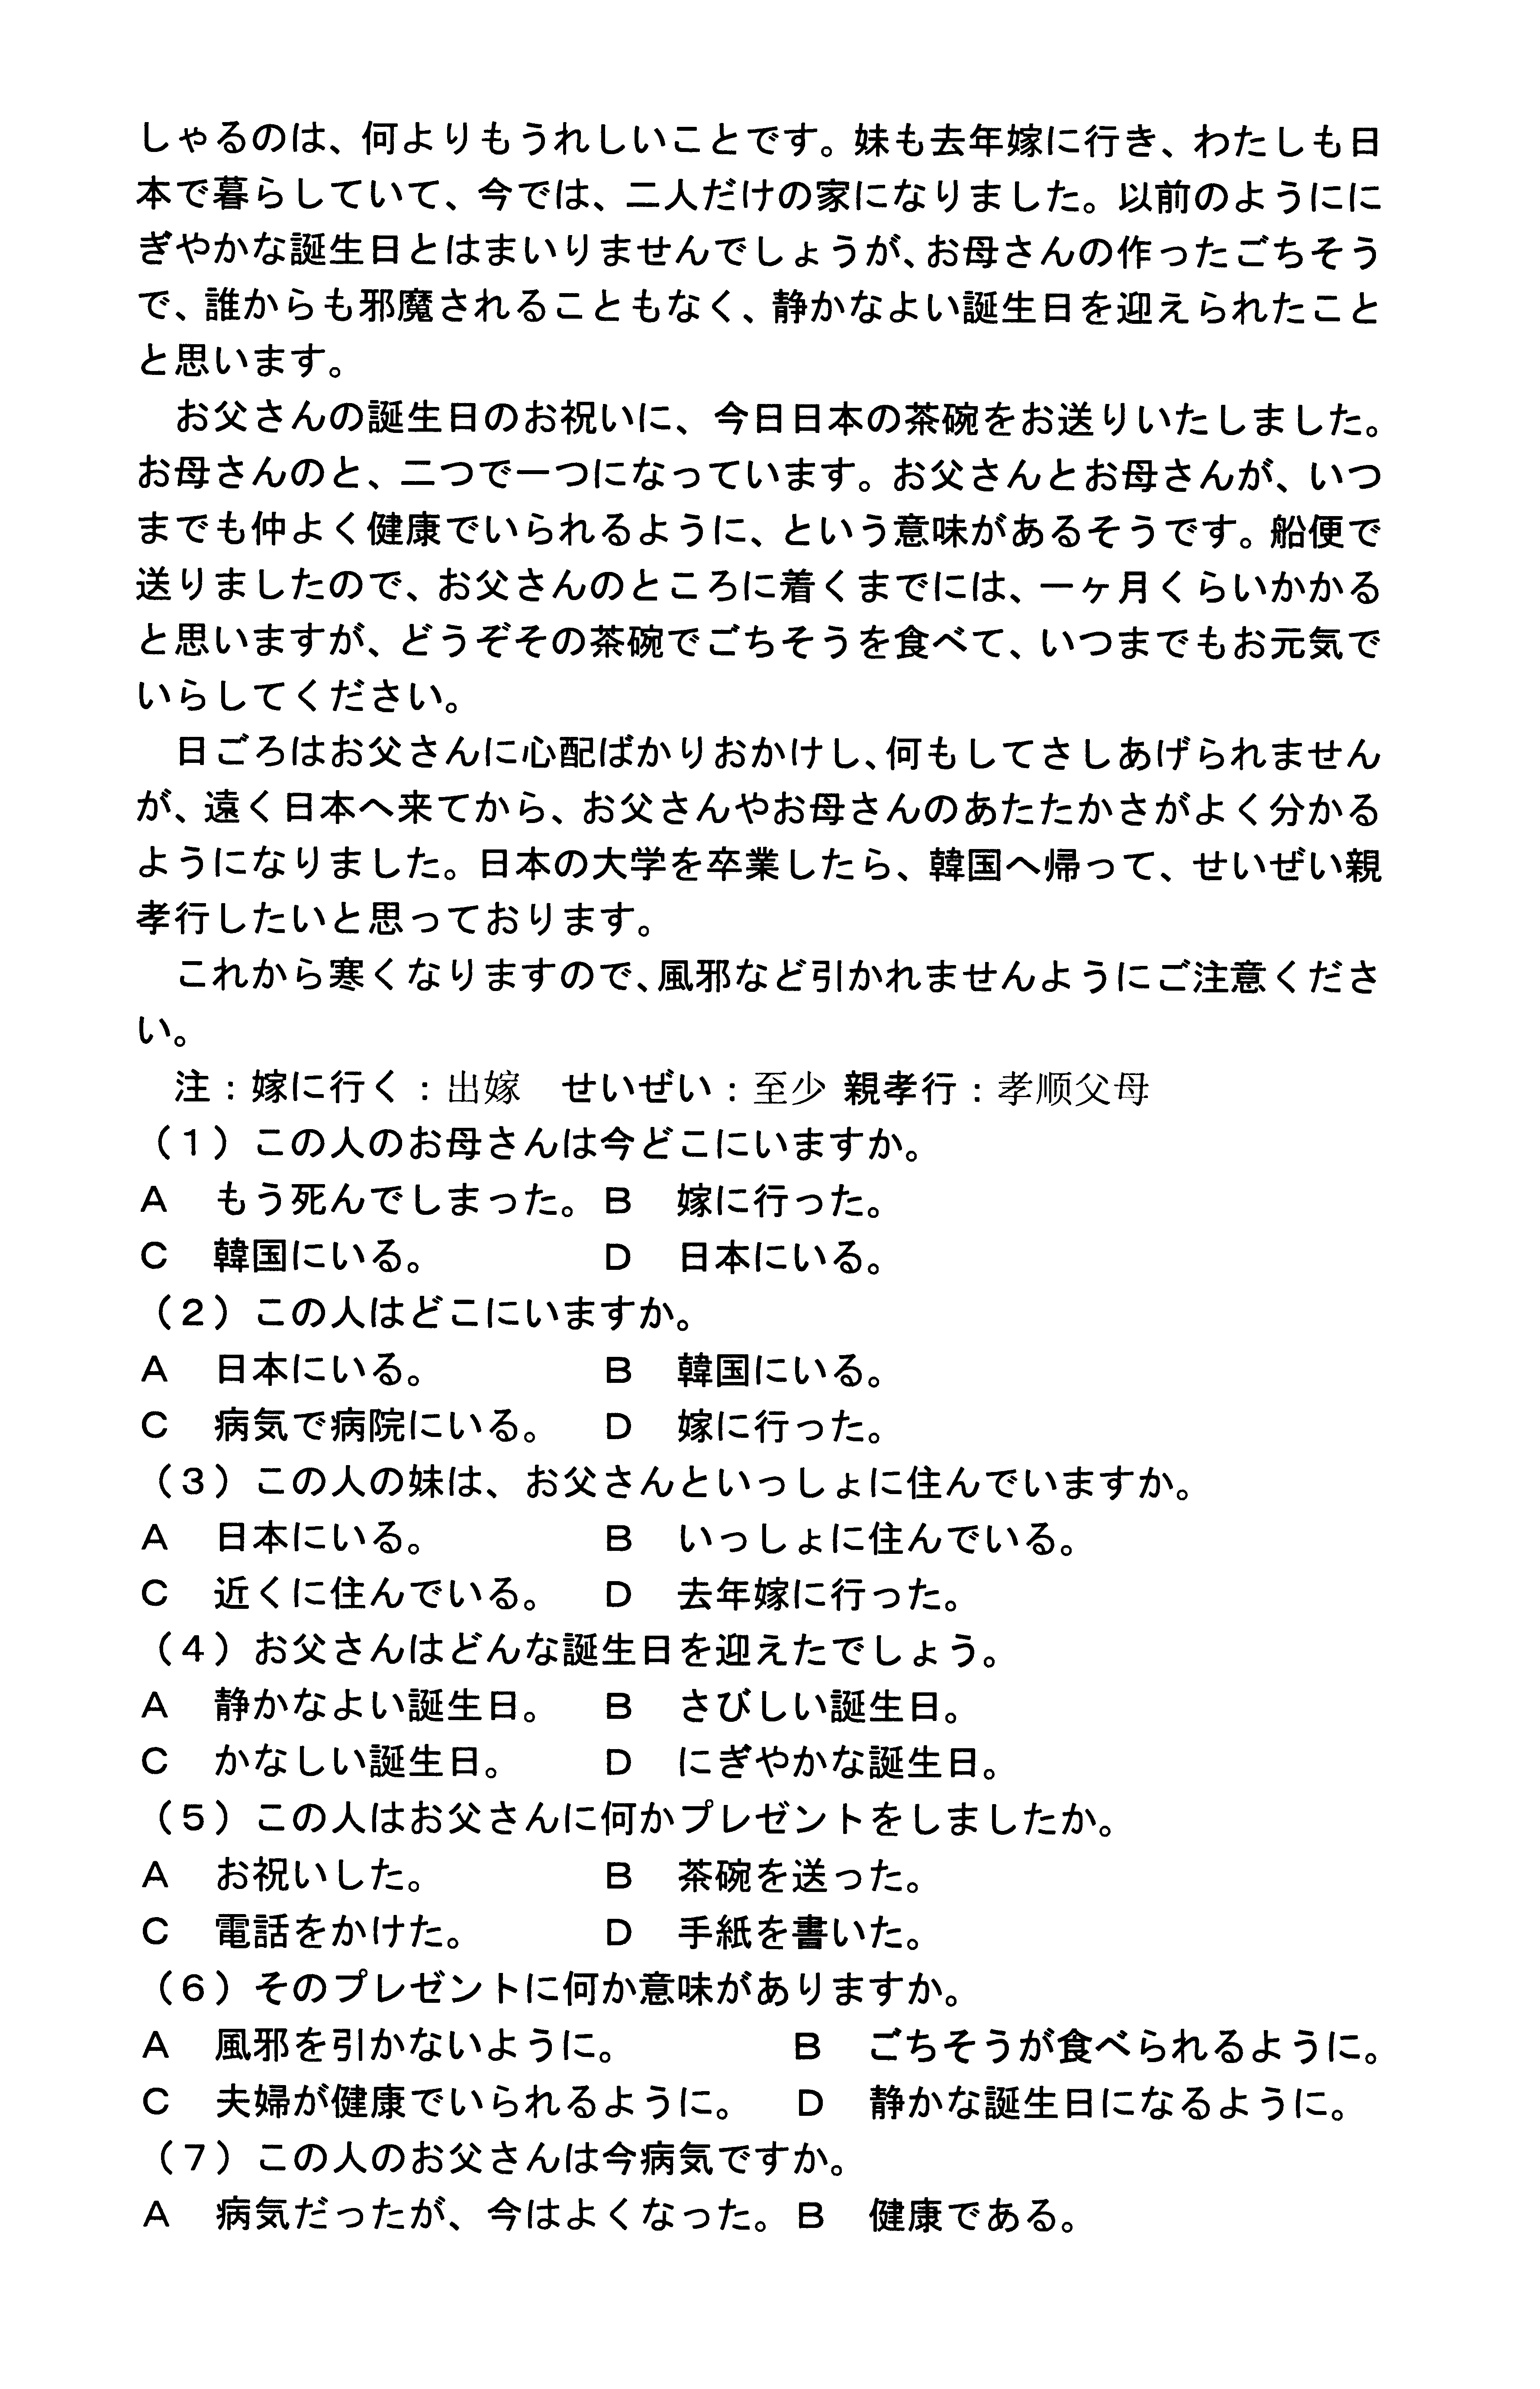 しゃるのは、何よりもうれしいことです。妹も去年嫁に行き、わたしも日
本で暮らしていて、今では、二人だけの家になりました。以前のようにに
ぎやかな誕生日とはまいりませんでしょうが、お母さんの作ったごちそう
で、誰からも邪魔されることもなく、静かなよい誕生日を迎えられたこと
と思います。
お父さんの誕生日のお祝いに、今日日本の茶碗をお送りいたしました。
お母さんのと、二つで一つになっています。お父さんとお母さんが、いつ
までも仲よく健康でいられるように、という意味があるそうです。船便で
送りましたので、お父さんのところに着くまでには、一ヶ月くらいかかる
と思いますが、どうぞその茶碗でごちそうを食べて、いつまでもお元気で
いらしてください。
日ごろはお父さんに心配ばかりおかけし、何もしてさしあげられません
が、遠く日本へ来てから、お父さんやお母さんのあたたかさがよく分かる
ようになりました。日本の大学を卒業したら、韓国へ帰って、せいぜい親
孝行したいと思っております。
これから寒くなりますので、風邪など引かれませんようにご注意くださ
い。
注：嫁に行く：出嫁　せいぜい：至少 親孝行：孝顺父母
（１）この人のお母さんは今どこにいますか。
Ａ　もう死んでしまった。Ｂ　嫁に行った。
Ｃ　韓国にいる。　Ｄ　日本にいる。
（２）この人はどこにいますか。
Ａ　日本にいる。　Ｂ　韓国にいる。
Ｃ　病気で病院にいる。　Ｄ　嫁に行った。
（３）この人の妹は、お父さんといっしょに住んでいますか。
Ａ　日本にいる。　Ｂ　いっしょに住んでいる。
Ｃ　近くに住んでいる。　Ｄ　去年嫁に行った。
（４）お父さんはどんな誕生日を迎えたでしょう。
Ａ　静かなよい誕生日。　Ｂ　さびしい誕生日。
Ｃ　かなしい誕生日。　Ｄ　にぎやかな誕生日。
（５）この人はお父さんに何かプレゼントをしましたか。
Ａ　お祝いした。　Ｂ　茶碗を送った。
Ｃ　電話をかけた。　Ｄ　手紙を書いた。
（６）そのプレゼントに何か意味がありますか。
Ａ　風邪を引かないように。　Ｂ　ごちそうが食べられるように。
Ｃ　夫婦が健康でいられるように。　Ｄ　静かな誕生日になるように。
（７）この人のお父さんは今病気ですか。
Ａ　病気だったが、今はよくなった。Ｂ　健康である。